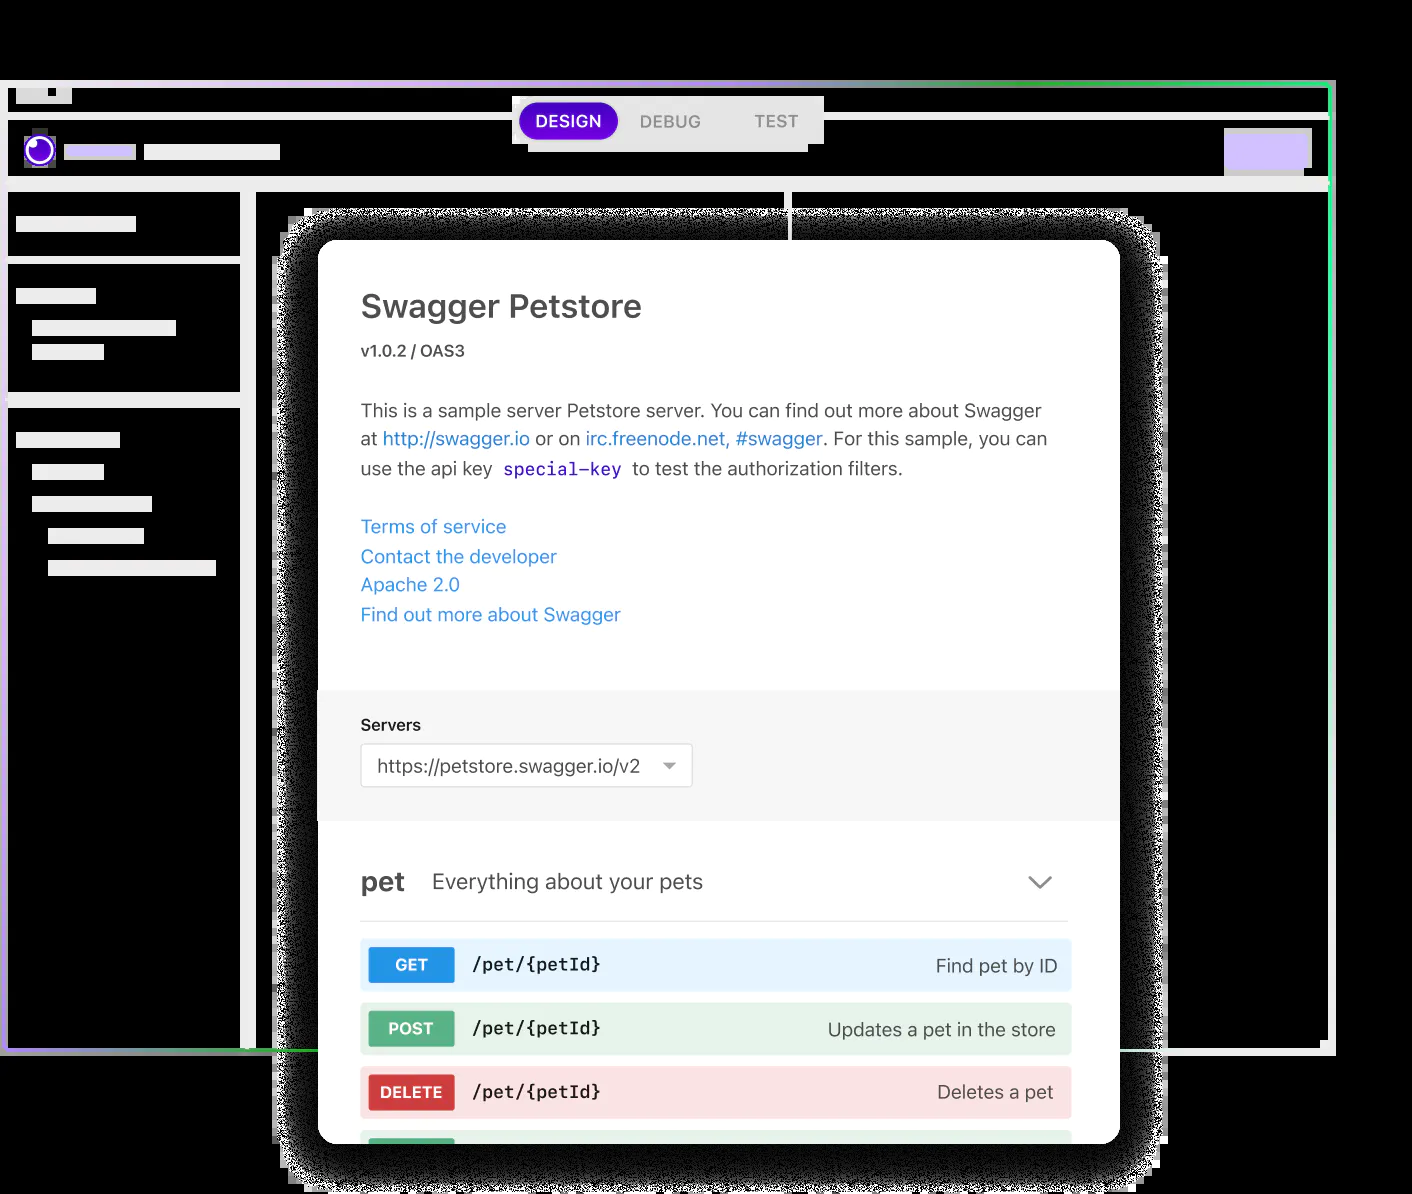 DESIGN DEBUG TEST
Swagger Petstore
v1.0.2 / OAS3
This is a sample server Petstore server. You can find out more about Swagger
at http://swagger.io or on irc.freenode.net, #swagger. For this sample, you can
use the api key special-key to test the authorization filters.
Terms of service
Contact the developer
Apache 2.0
Find out more about Swagger
Servers
https://petstore.swagger.io/v2
pet Everything about your pets
GET /pet/{petId} Find pet by ID
POST /pet/{petId} Updates a pet in the store
DELETE /pet/{petId} Deletes a pet